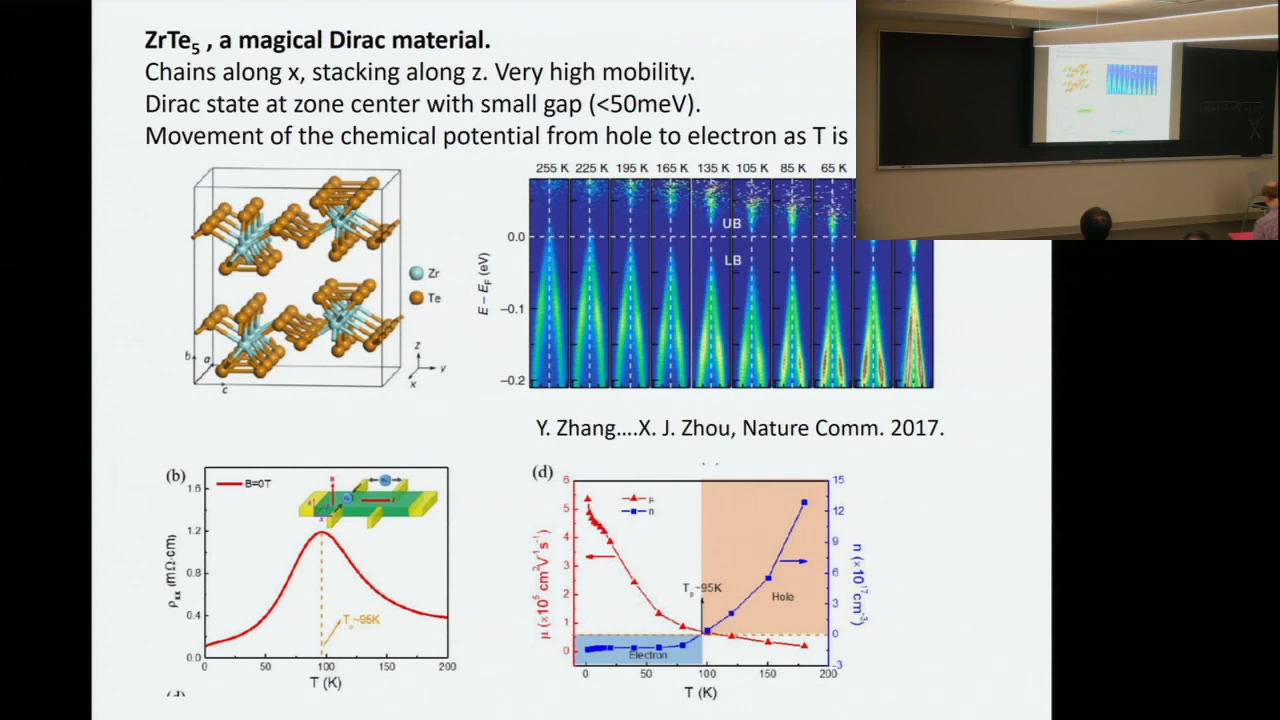 ZrTe5 , a magical Dirac material.
Chains along x, stacking along z. Very high mobility.
Dirac state at zone center with small gap (<50meV).
Movement of the chemical potential from hole to electron as T is
255 K 225 K 195 K 165 K 135 K 105 K 85 K 65 K
UB
LB
0.0
−0.1
−0.2
E − EF (eV)
Zr
Te
b
a
c
z
y
x
Y. Zhang....X. J. Zhou, Nature Comm. 2017.
(b)
B=0T
1.6
1.2
0.8
0.4
0.0
ρxx (mΩ·cm)
~95K
0 50 100 150 200
T (K)
(d)
μ
n
6
5
4
3
2
1
0
μ (×10⁵ cm²V⁻¹s⁻¹)
Tp~95K
Hole
Electron
15
12
9
6
3
0
-3
n (×10¹⁷cm⁻³)
0 50 100 150 200
T (K)